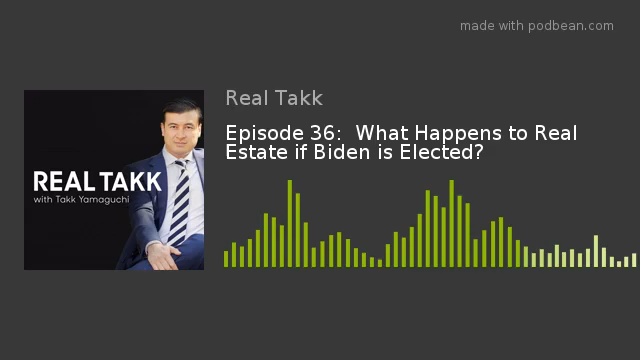 made with podbean.com
Real Takk
Episode 36:  What Happens to Real
Estate if Biden is Elected?
REAL TAKK
with Takk Yamaguchi